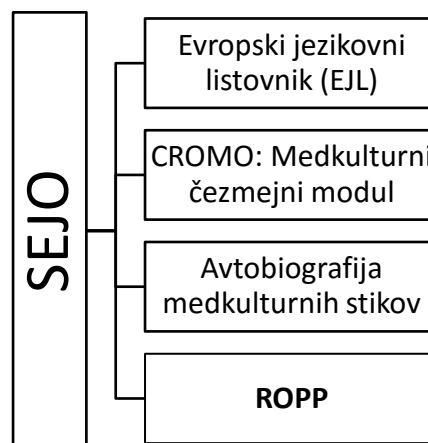 SEJO
Evropski jezikovni
listovnik (EJL)
CROMO: Medkulturni
čezmejni modul
Avtobiografija
medkulturnih stikov
ROPP